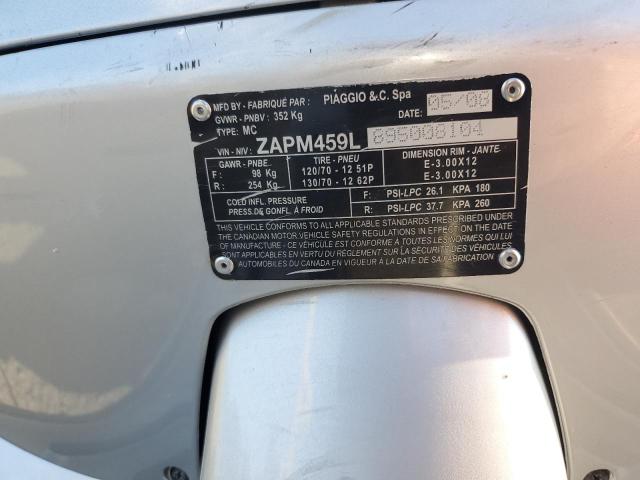 MFD BY - FABRIQUÉ PAR : PIAGGIO & C. Spa DATE: 05/08
GVWR - PNBV : 352 Kg
TYPE: MC
VIN - NIV : ZAPM459L 895008104
GAWR - PNBE. TIRE - PNEU DIMENSION RIM - JANTE
F : 98 Kg 120/70 - 12 51P E-3.00X12
R : 254 Kg 130/70 - 12 62P E-3.00X12
COLD INFL. PRESSURE F: PSI-LPC 26.1 KPA 180
PRESS.DE GONFL. À FROID R: PSI-LPC 37.7 KPA 260
THIS VEHICLE CONFORMS TO ALL APPLICABLE STANDARDS PRESCRIBED UNDER
THE CANADIAN MOTOR VEHICLE SAFETY REGULATIONS IN EFFECT ON THE DATE
OF MANUFACTURE - CE VÉHICULE EST CONFORME À TOUTES LES NORMES QUI LUI
SONT APPLICABLES EN VERTU DU RÈGLEMENT SUR LA SÉCURITÉ DES VÉHICULES
AUTOMOBILES DU CANADA EN VIGUEUR À LA DATE DE SA FABRICATION